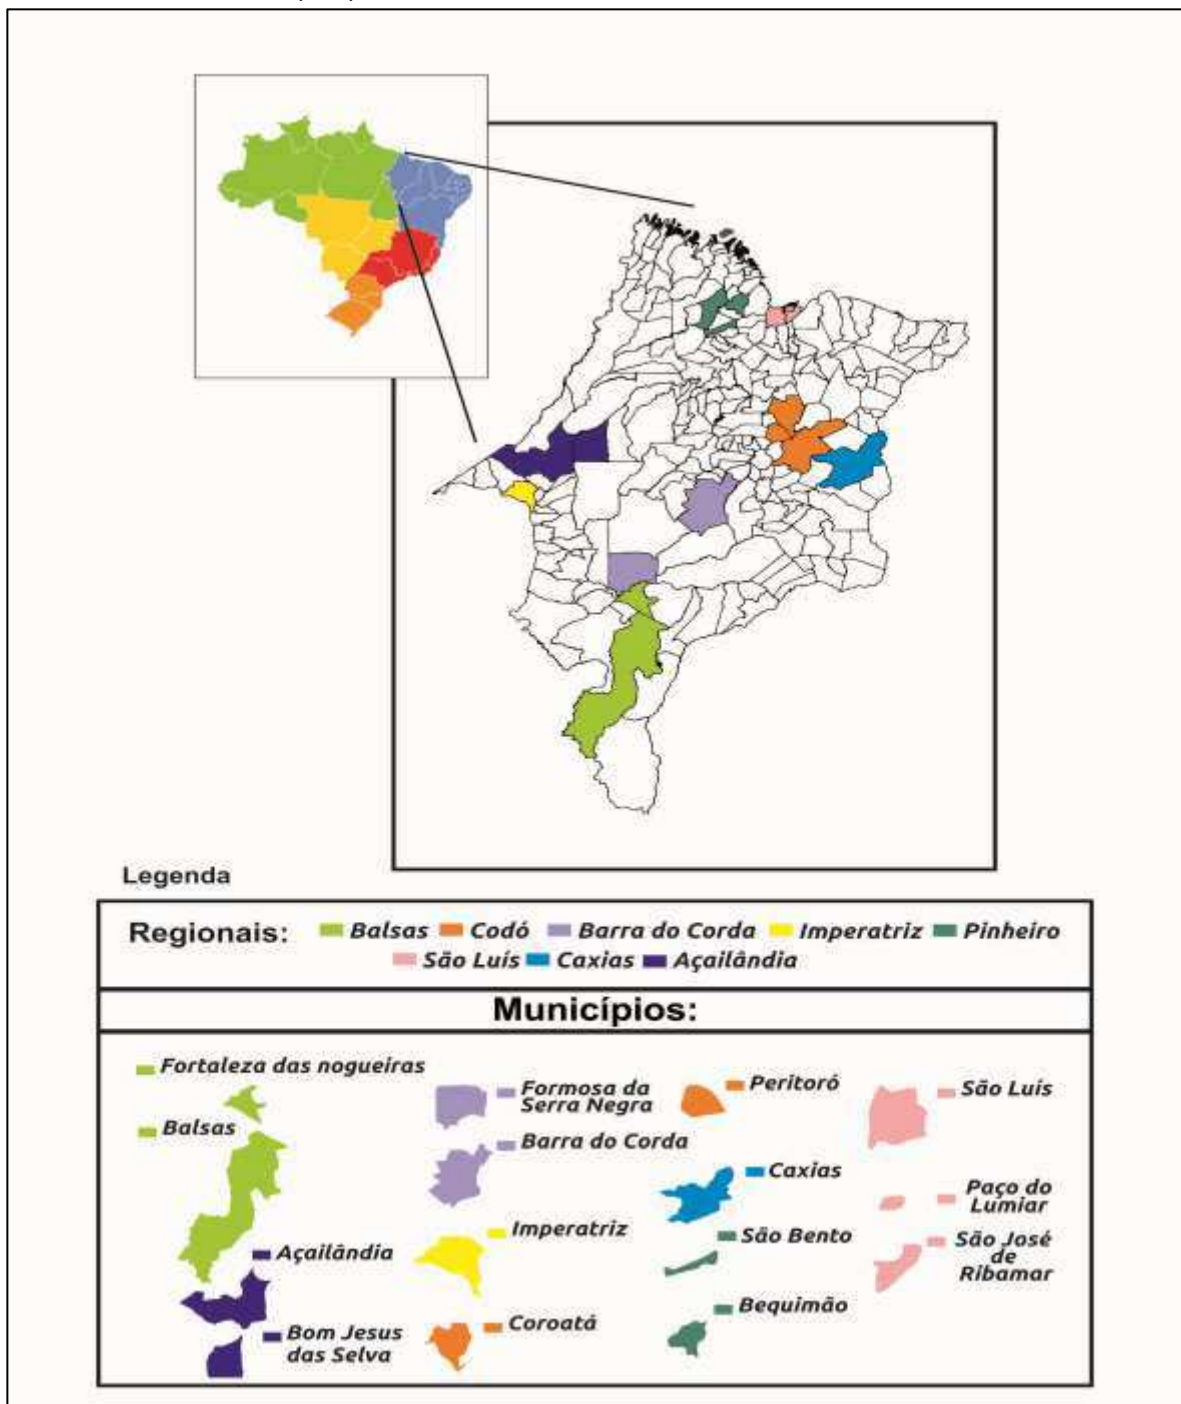 Legenda
Regionais: Balsas Codó Barra do Corda Imperatriz Pinheiro
São Luís Caxias Açailândia
Municípios:
Fortaleza das nogueiras
Balsas
Açailândia
Bom Jesus
das Selva
Formosa da
Serra Negra
Barra do Corda
Imperatriz
Coroatá
Peritoró
Caxias
São Bento
Bequimão
São Luís
Paço do
Lumiar
São José
de
Ribamar